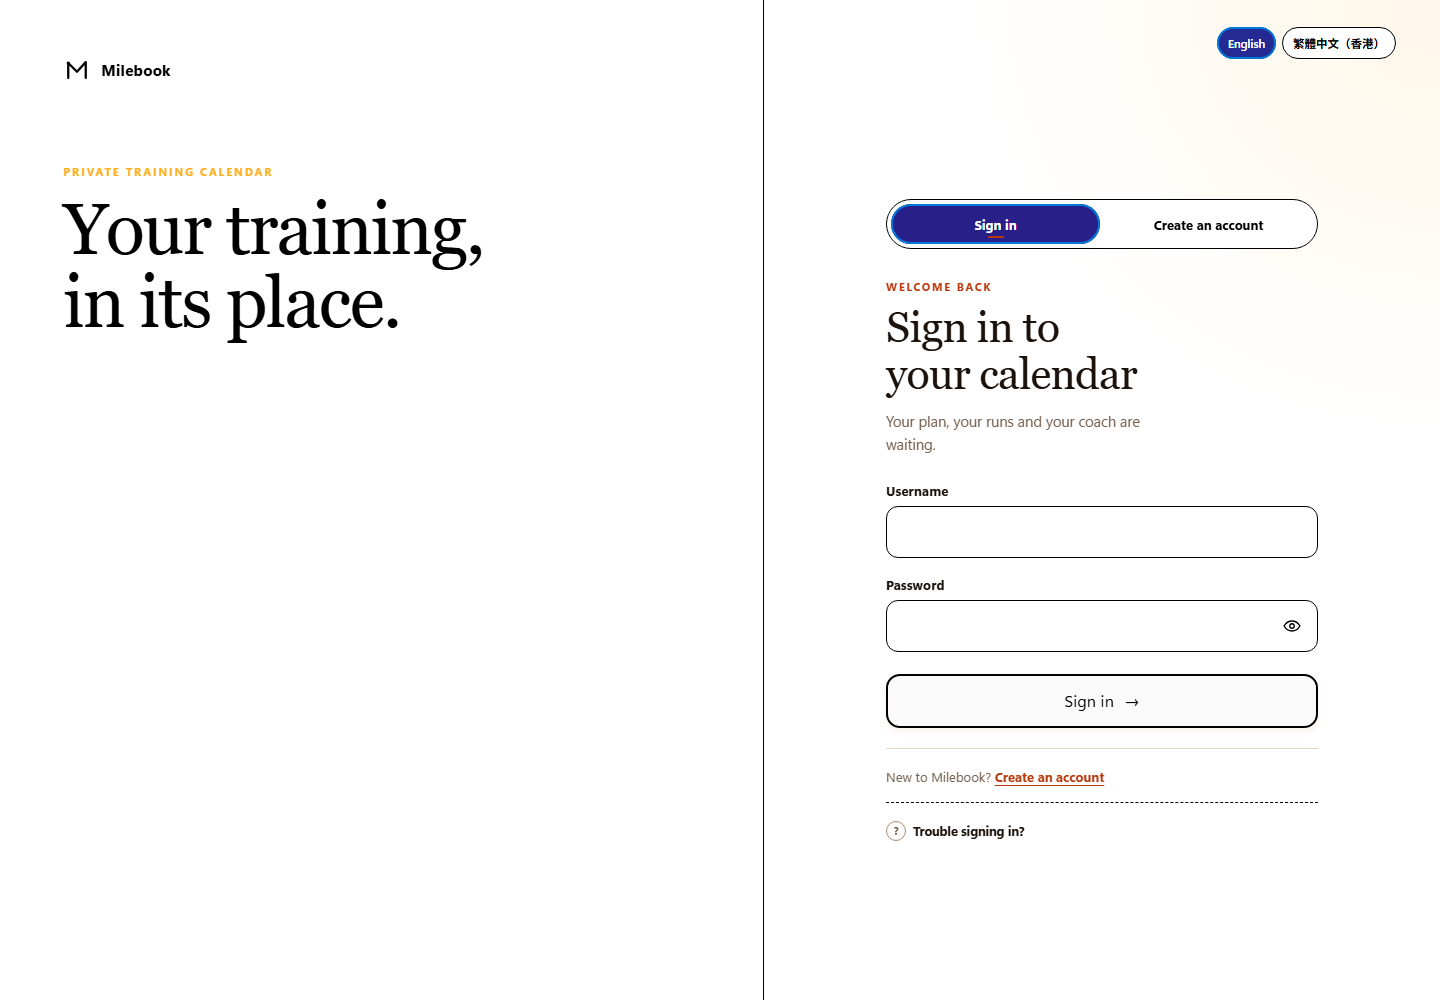 Milebook
PRIVATE TRAINING CALENDAR
Your training,
in its place.
English
繁體中文（香港）
Sign in
Create an account
WELCOME BACK
Sign in to
your calendar
Your plan, your runs and your coach are
waiting.
Username
Password
Sign in →
New to Milebook? Create an account
? Trouble signing in?